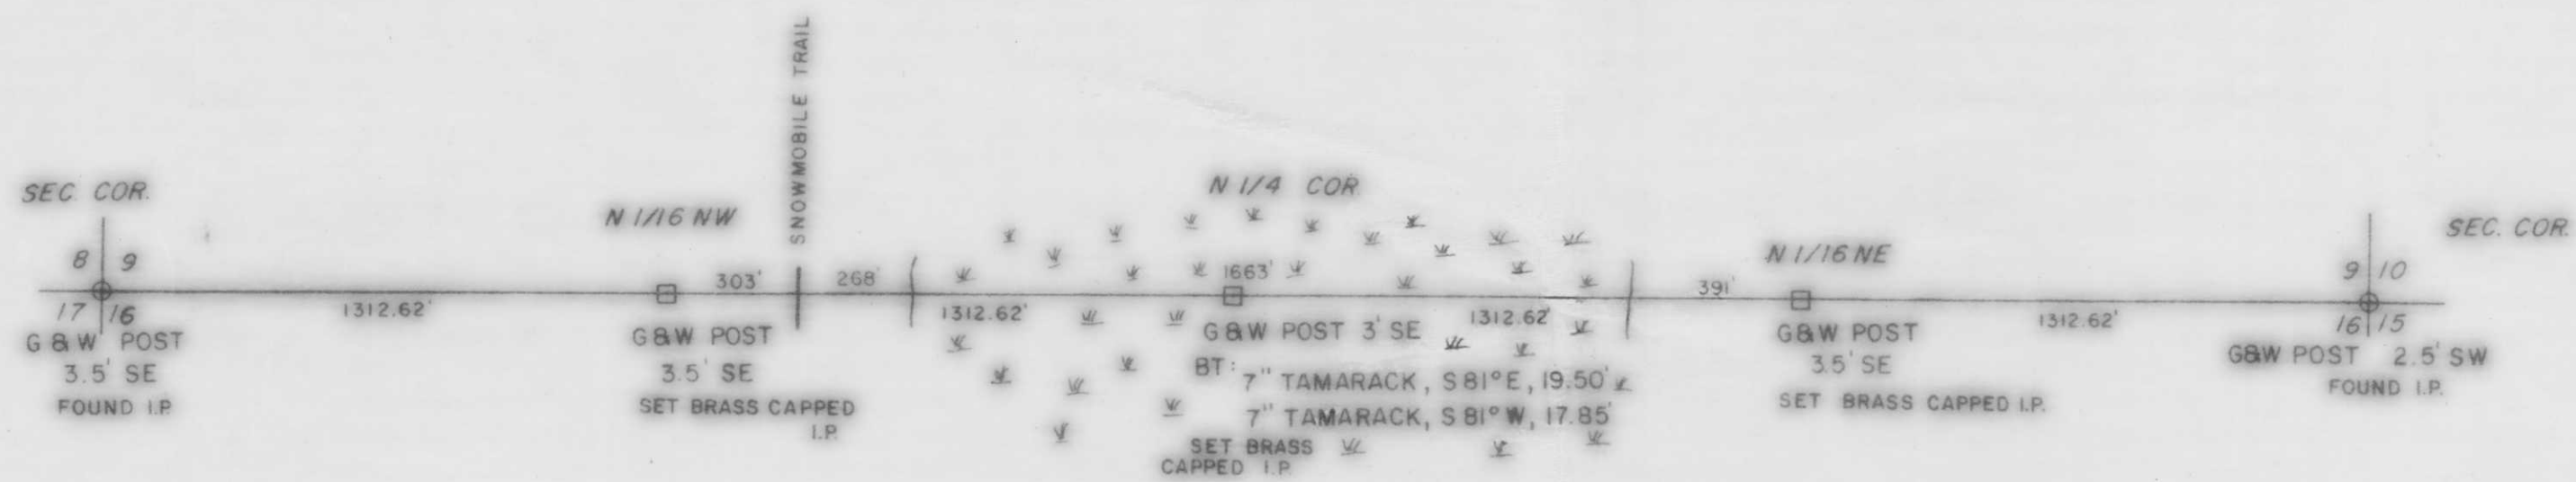 SNOWMOBILE TRAIL
SEC. COR.
8 9
17 16
G & W POST
3.5' SE
FOUND I.P.
1312.62'
N 1/16 NW
G & W POST
3.5' SE
SET BRASS CAPPED
I.P.
303'
268'
1312.62'
N 1/4 COR.
1663'
G & W POST 3' SE
BT:
7" TAMARACK, S 81° E, 19.50'
7" TAMARACK, S 81° W, 17.85'
SET BRASS
CAPPED I.P.
1312.62'
391'
N 1/16 NE
G&W POST
3.5' SE
SET BRASS CAPPED I.P.
1312.62'
SEC. COR.
9 10
16 15
G&W POST 2.5' SW
FOUND I.P.